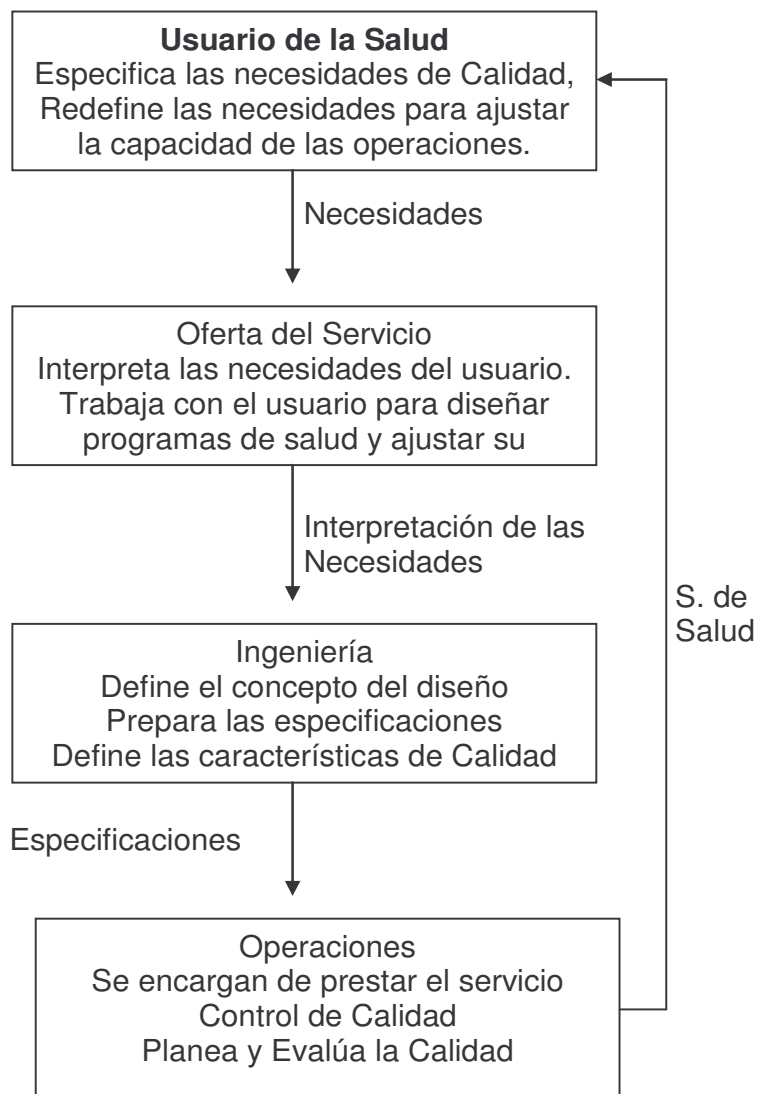 Usuario de la Salud
Especifica las necesidades de Calidad,
Redefine las necesidades para ajustar
la capacidad de las operaciones.
Necesidades
Oferta del Servicio
Interpreta las necesidades del usuario.
Trabaja con el usuario para diseñar
programas de salud y ajustar su
Interpretación de las
Necesidades
S. de
Salud
Ingeniería
Define el concepto del diseño
Prepara las especificaciones
Define las características de Calidad
Especificaciones
Operaciones
Se encargan de prestar el servicio
Control de Calidad
Planea y Evalúa la Calidad